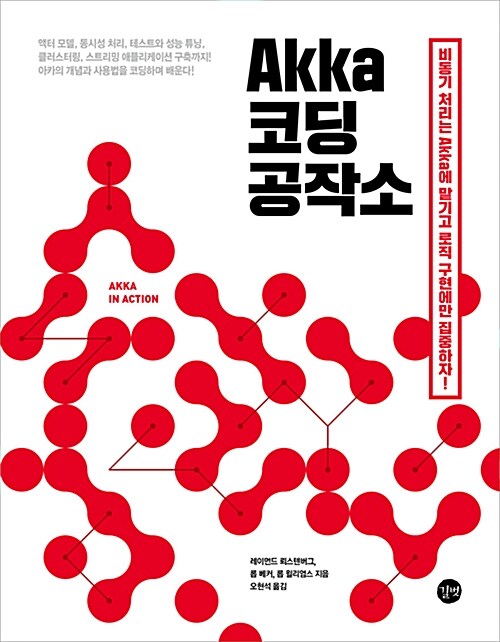 액터 모델, 동시성 처리, 테스트와 성능 튜닝,
클러스터링, 스트리밍 애플리케이션 구축까지!
아카의 개념과 사용법을 코딩하며 배운다!
Akka
코딩
공작소
비동기 처리는 Akka에 맡기고 로직 구현에만 집중하자!
AKKA
IN ACTION
레이먼드 뢰스텐버그,
롭 베커, 롭 윌리엄스 지음
오현석 옮김
길벗